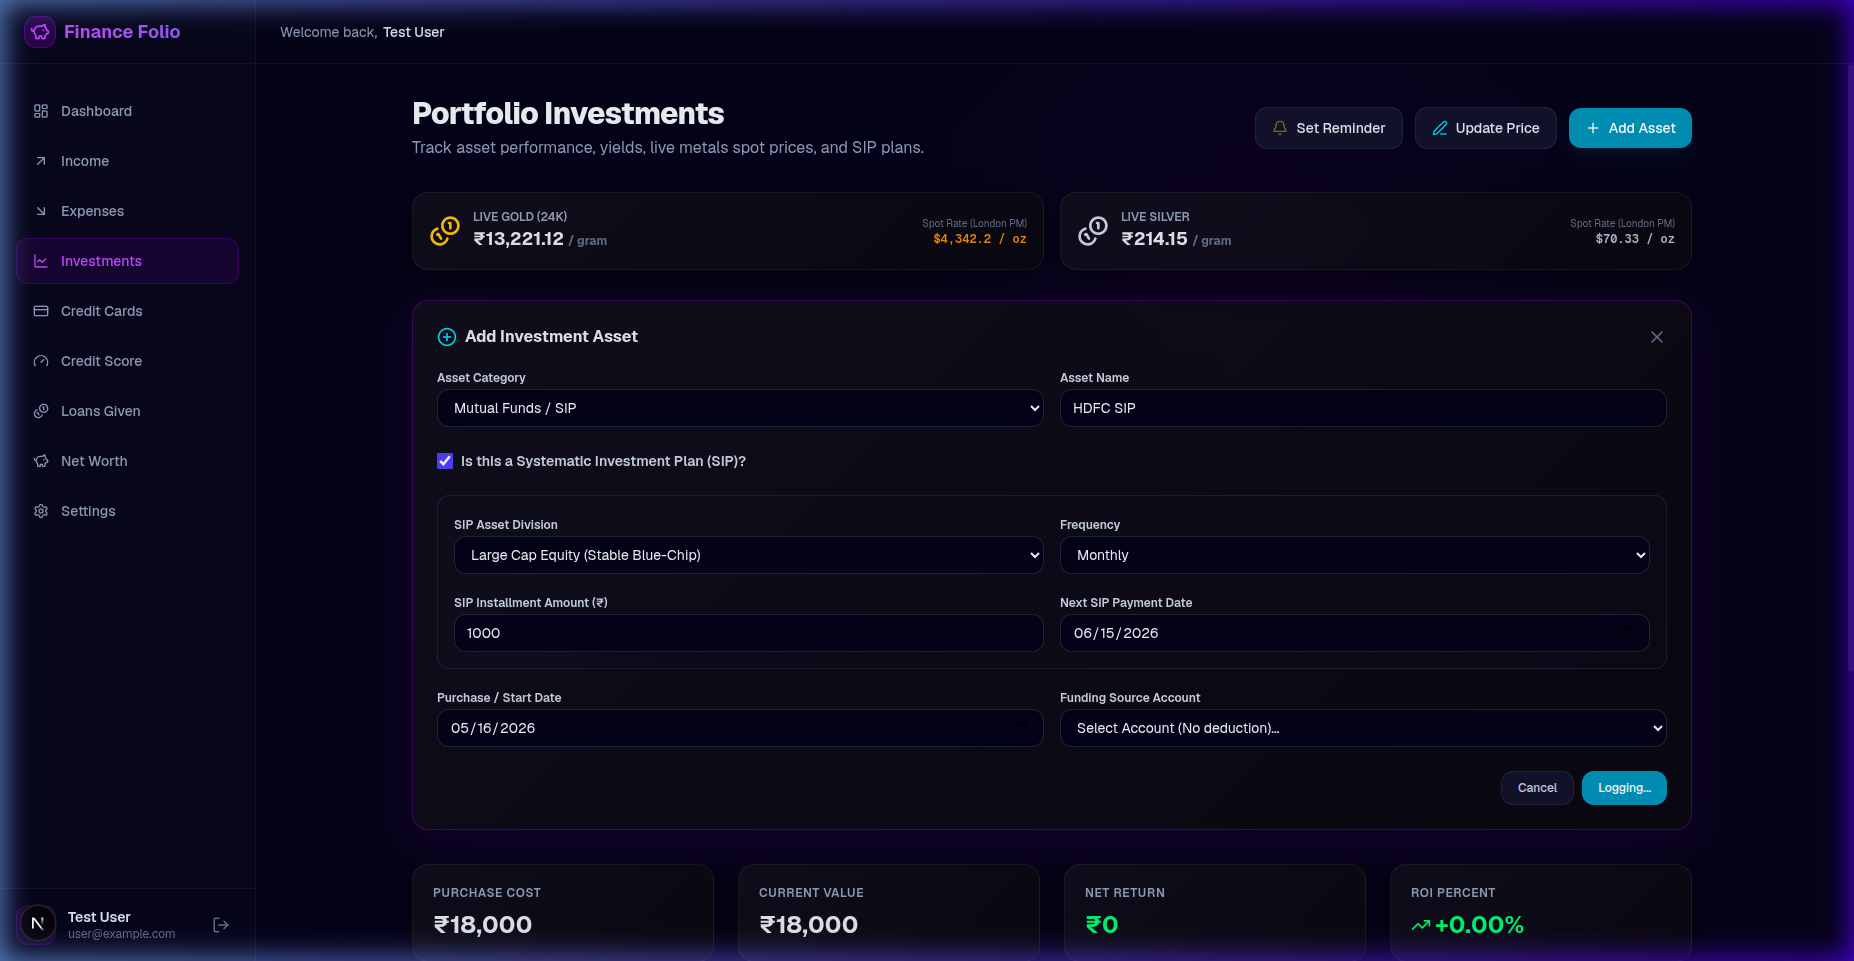 Finance Folio
Welcome back, Test User
Dashboard
Income
Expenses
Investments
Credit Cards
Credit Score
Loans Given
Net Worth
Settings
Test User
user@example.com
N
Portfolio Investments
Track asset performance, yields, live metals spot prices, and SIP plans.
Set Reminder
Update Price
Add Asset
LIVE GOLD (24K)
₹13,221.12 / gram
Spot Rate (London PM)
$4,342.2 / oz
LIVE SILVER
₹214.15 / gram
Spot Rate (London PM)
$70.33 / oz
Add Investment Asset
Asset Category
Mutual Funds / SIP
Asset Name
HDFC SIP
Is this a Systematic Investment Plan (SIP)?
SIP Asset Division
Large Cap Equity (Stable Blue-Chip)
Frequency
Monthly
SIP Installment Amount (₹)
1000
Next SIP Payment Date
06/15/2026
Purchase / Start Date
05/16/2026
Funding Source Account
Select Account (No deduction)...
Cancel
Logging...
PURCHASE COST
₹18,000
CURRENT VALUE
₹18,000
NET RETURN
₹0
ROI PERCENT
+0.00%